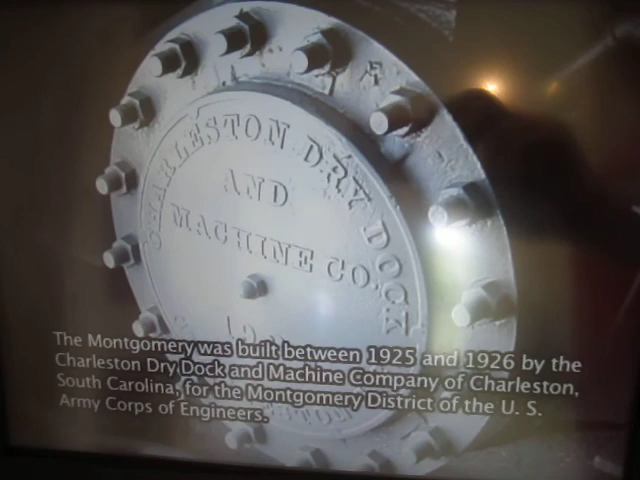 CHARLESTON DRY DOCK
AND
MACHINE CO.
The Montgomery was built between 1925 and 1926 by the
Charleston Dry Dock and Machine Company of Charleston,
South Carolina, for the Montgomery District of the U. S.
Army Corps of Engineers.